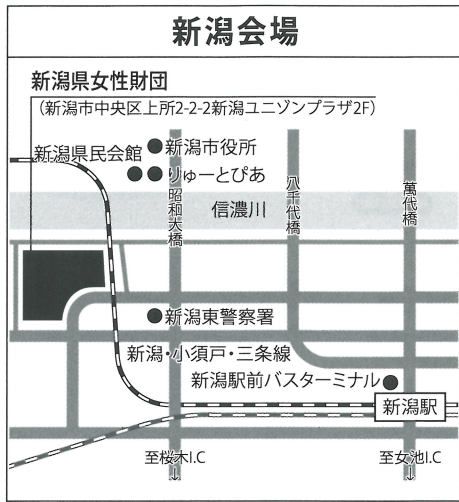 新潟会場
新潟県女性財団
（新潟市中央区上所2-2-2新潟ユニゾンプラザ2F）
新潟県民会館
新潟市役所
りゅーとぴあ
昭和大橋
八千代橋
萬代橋
信濃川
新潟東警察署
新潟・小須戸・三条線
新潟駅前バスターミナル
新潟駅
至桜木I.C
至女池I.C